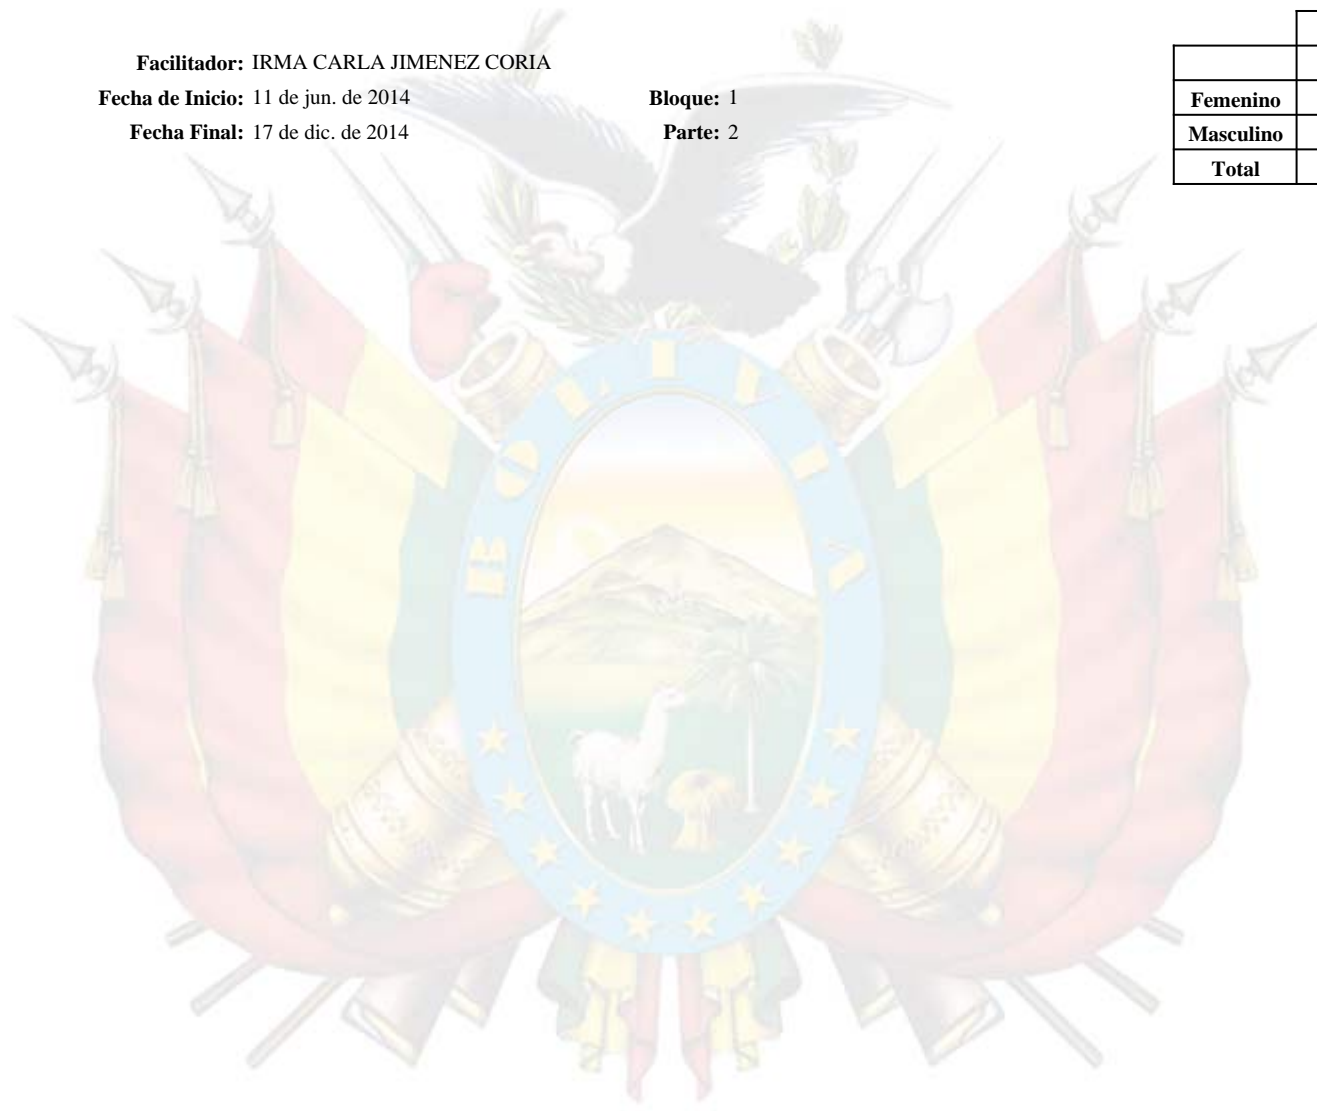 Facilitador: IRMA CARLA JIMENEZ CORIA
Fecha de Inicio: 11 de jun. de 2014 Bloque: 1
Fecha Final: 17 de dic. de 2014 Parte: 2
Femenino
Masculino
Total
BOLIVIA